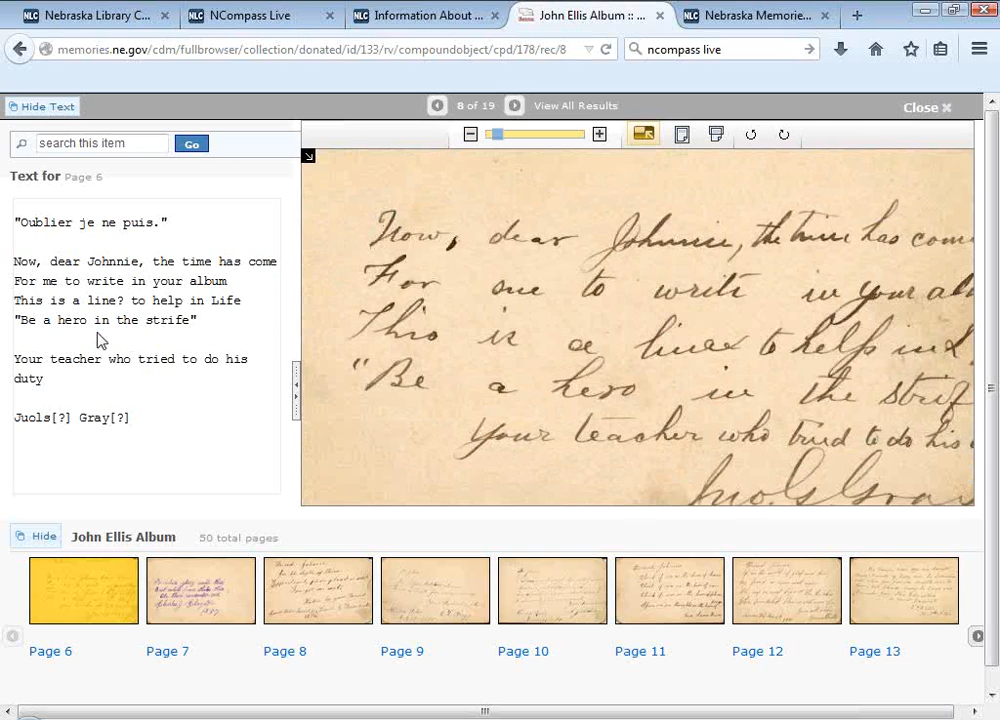 Nebraska Library C...
NCompass Live
Information About ...
John Ellis Album :: ...
Nebraska Memorie...
memories.ne.gov/cdm/fullbrowser/collection/donated/id/133/rv/compoundobject/cpd/178/rec/8
ncompass live
Hide Text
8 of 19
View All Results
Close
search this item
Go
Text for Page 6
"Oublier je ne puis."
Now, dear Johnnie, the time has come
For me to write in your album
This is a line? to help in Life
"Be a hero in the strife"
Your teacher who tried to do his
duty
Juols[?] Gray[?]
Now, dear Johnnie, the time has com
For me to write in your alb
This is a line to help in L
"Be a hero in the strif
Your teacher who tried to do his
Jno. G. Gray
Hide
John Ellis Album
50 total pages
Page 6
Page 7
Page 8
Page 9
Page 10
Page 11
Page 12
Page 13